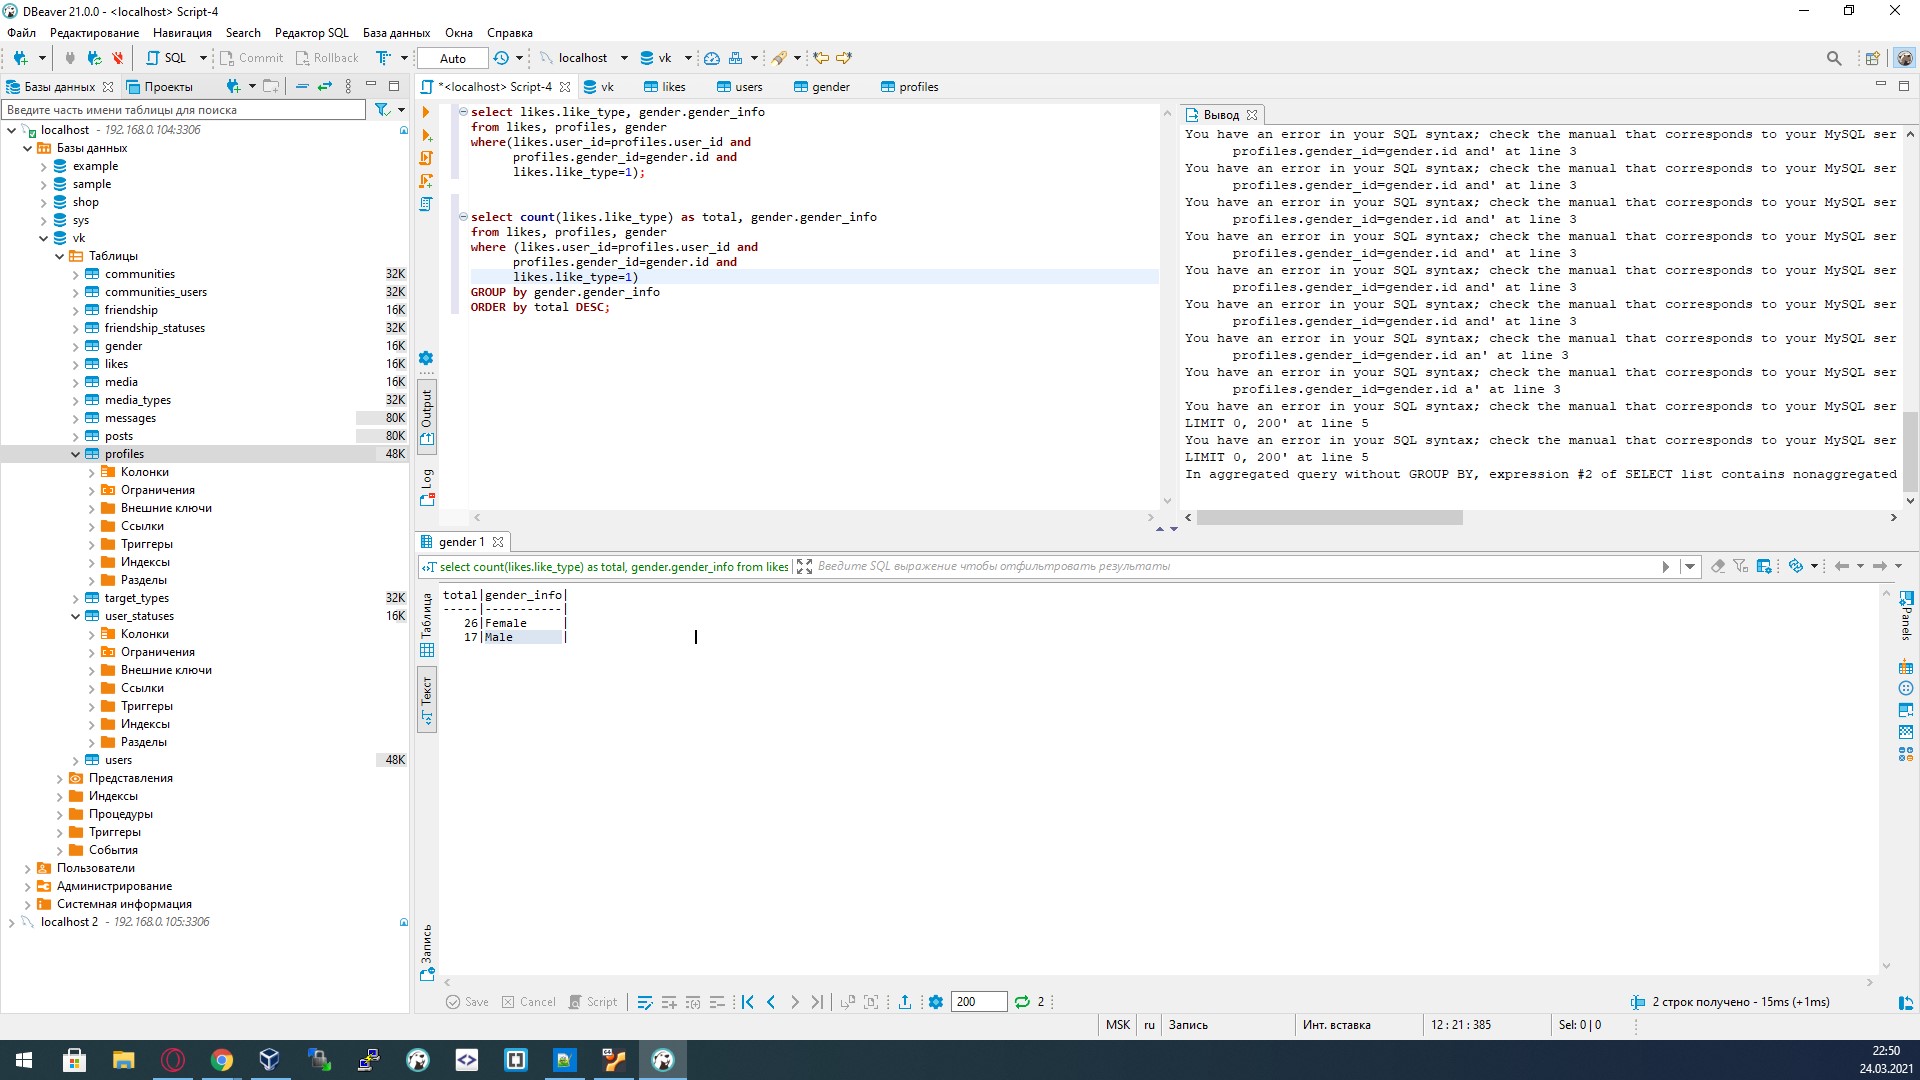 DBeaver 21.0.0 - <localhost> Script-4
Файл Редактирование Навигация Search Редактор SQL База данных Окна Справка
SQL Commit Rollback Auto localhost vk
Базы данных Проекты
Введите часть имени таблицы для поиска
localhost - 192.168.0.104:3306
Базы данных
example
sample
shop
sys
vk
Таблицы
communities 32K
communities_users 32K
friendship 16K
friendship_statuses 32K
gender 16K
likes 16K
media 16K
media_types 32K
messages 80K
posts 80K
profiles 48K
Колонки
Ограничения
Внешние ключи
Ссылки
Триггеры
Индексы
Разделы
target_types 32K
user_statuses 16K
Колонки
Ограничения
Внешние ключи
Ссылки
Триггеры
Индексы
Разделы
users 48K
Представления
Индексы
Процедуры
Триггеры
События
Пользователи
Администрирование
Системная информация
localhost 2 - 192.168.0.105:3306
*<localhost> Script-4 vk likes users gender profiles
select likes.like_type, gender.gender_info
from likes, profiles, gender
where(likes.user_id=profiles.user_id and
profiles.gender_id=gender.id and
likes.like_type=1);
select count(likes.like_type) as total, gender.gender_info
from likes, profiles, gender
where (likes.user_id=profiles.user_id and
profiles.gender_id=gender.id and
likes.like_type=1)
GROUP by gender.gender_info
ORDER by total DESC;
Output
Log
Вывод
You have an error in your SQL syntax; check the manual that corresponds to your MySQL ser
profiles.gender_id=gender.id and' at line 3
You have an error in your SQL syntax; check the manual that corresponds to your MySQL ser
profiles.gender_id=gender.id and' at line 3
You have an error in your SQL syntax; check the manual that corresponds to your MySQL ser
profiles.gender_id=gender.id and' at line 3
You have an error in your SQL syntax; check the manual that corresponds to your MySQL ser
profiles.gender_id=gender.id and' at line 3
You have an error in your SQL syntax; check the manual that corresponds to your MySQL ser
profiles.gender_id=gender.id and' at line 3
You have an error in your SQL syntax; check the manual that corresponds to your MySQL ser
profiles.gender_id=gender.id and' at line 3
You have an error in your SQL syntax; check the manual that corresponds to your MySQL ser
profiles.gender_id=gender.id an' at line 3
You have an error in your SQL syntax; check the manual that corresponds to your MySQL ser
profiles.gender_id=gender.id a' at line 3
You have an error in your SQL syntax; check the manual that corresponds to your MySQL ser
LIMIT 0, 200' at line 5
You have an error in your SQL syntax; check the manual that corresponds to your MySQL ser
LIMIT 0, 200' at line 5
In aggregated query without GROUP BY, expression #2 of SELECT list contains nonaggregated
gender 1
select count(likes.like_type) as total, gender.gender_info from likes Введите SQL выражение чтобы отфильтровать результаты
Таблица
Текст
Запись
total|gender_info|
-----|-----------|
26|Female |
17|Male |
Panels
Save Cancel Script 200 2 2 строк получено - 15ms (+1ms)
MSK ru Запись Инт. вставка 12 : 21 : 385 Sel: 0 | 0
22:50
24.03.2021